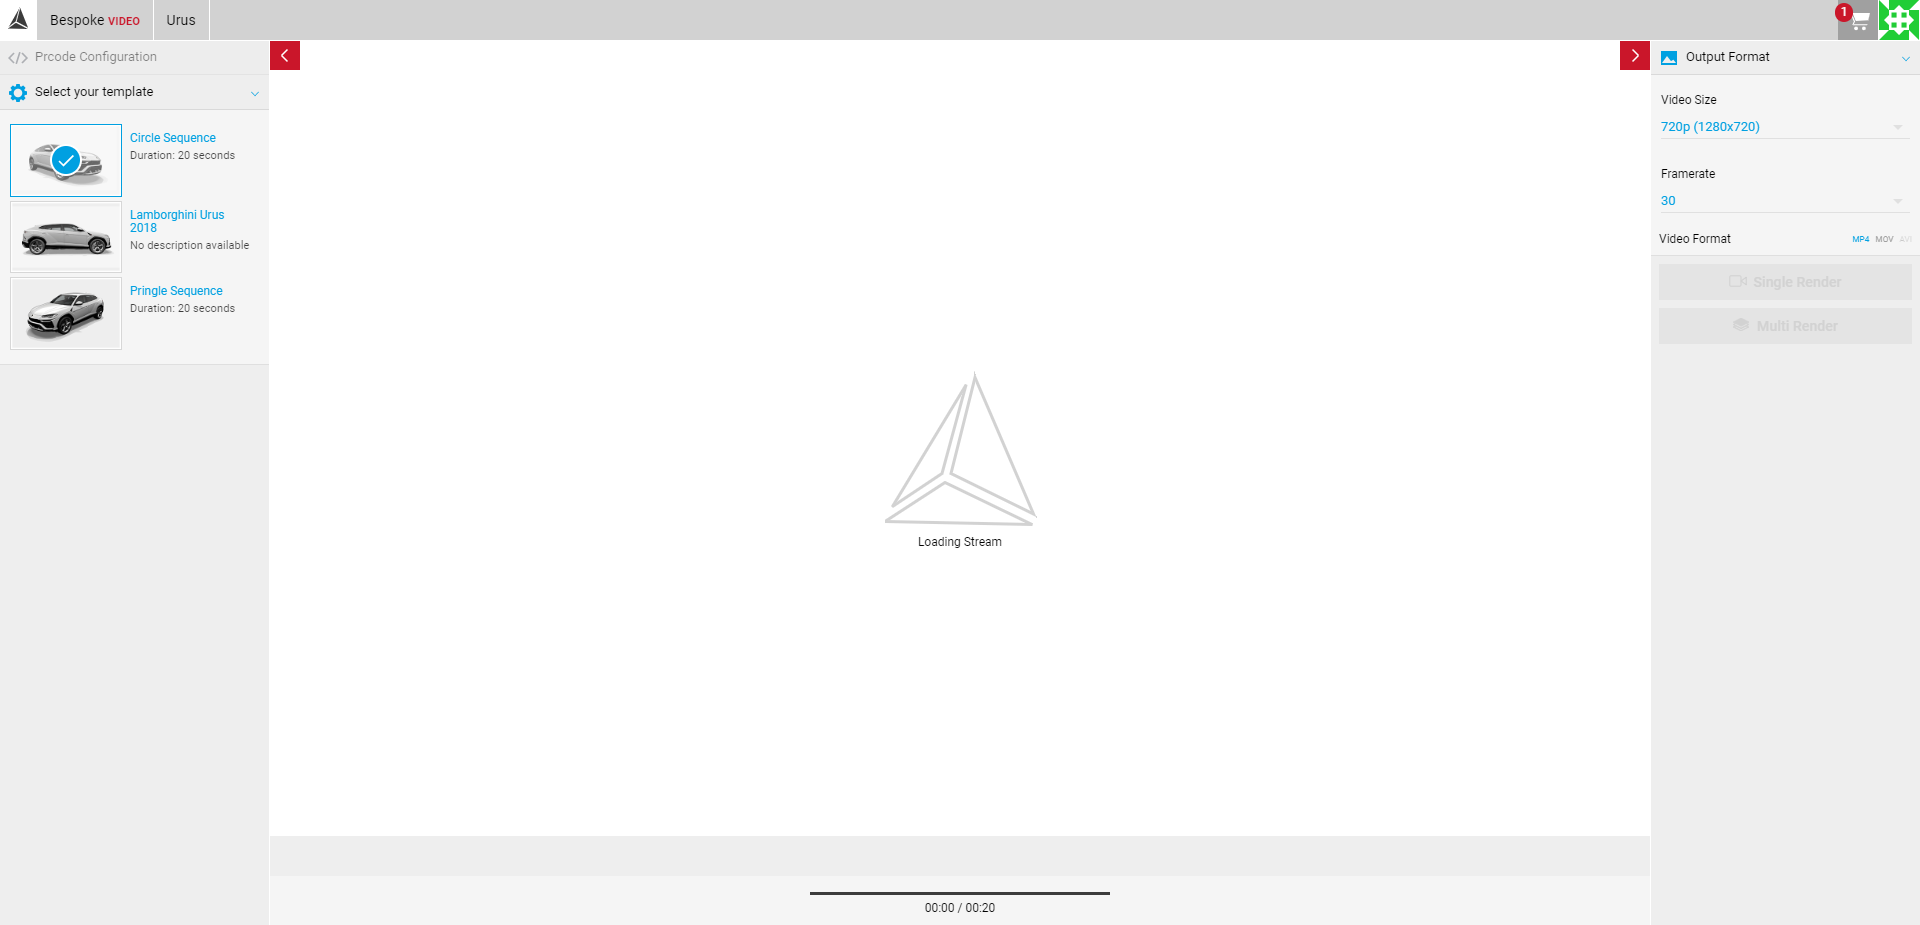 Bespoke VIDEO
Urus
1
Prcode Configuration
Select your template
Circle Sequence
Duration: 20 seconds
Lamborghini Urus
2018
No description available
Pringle Sequence
Duration: 20 seconds
Loading Stream
00:00 / 00:20
Output Format
Video Size
720p (1280x720)
Framerate
30
Video Format
MP4 MOV AVI
Single Render
Multi Render